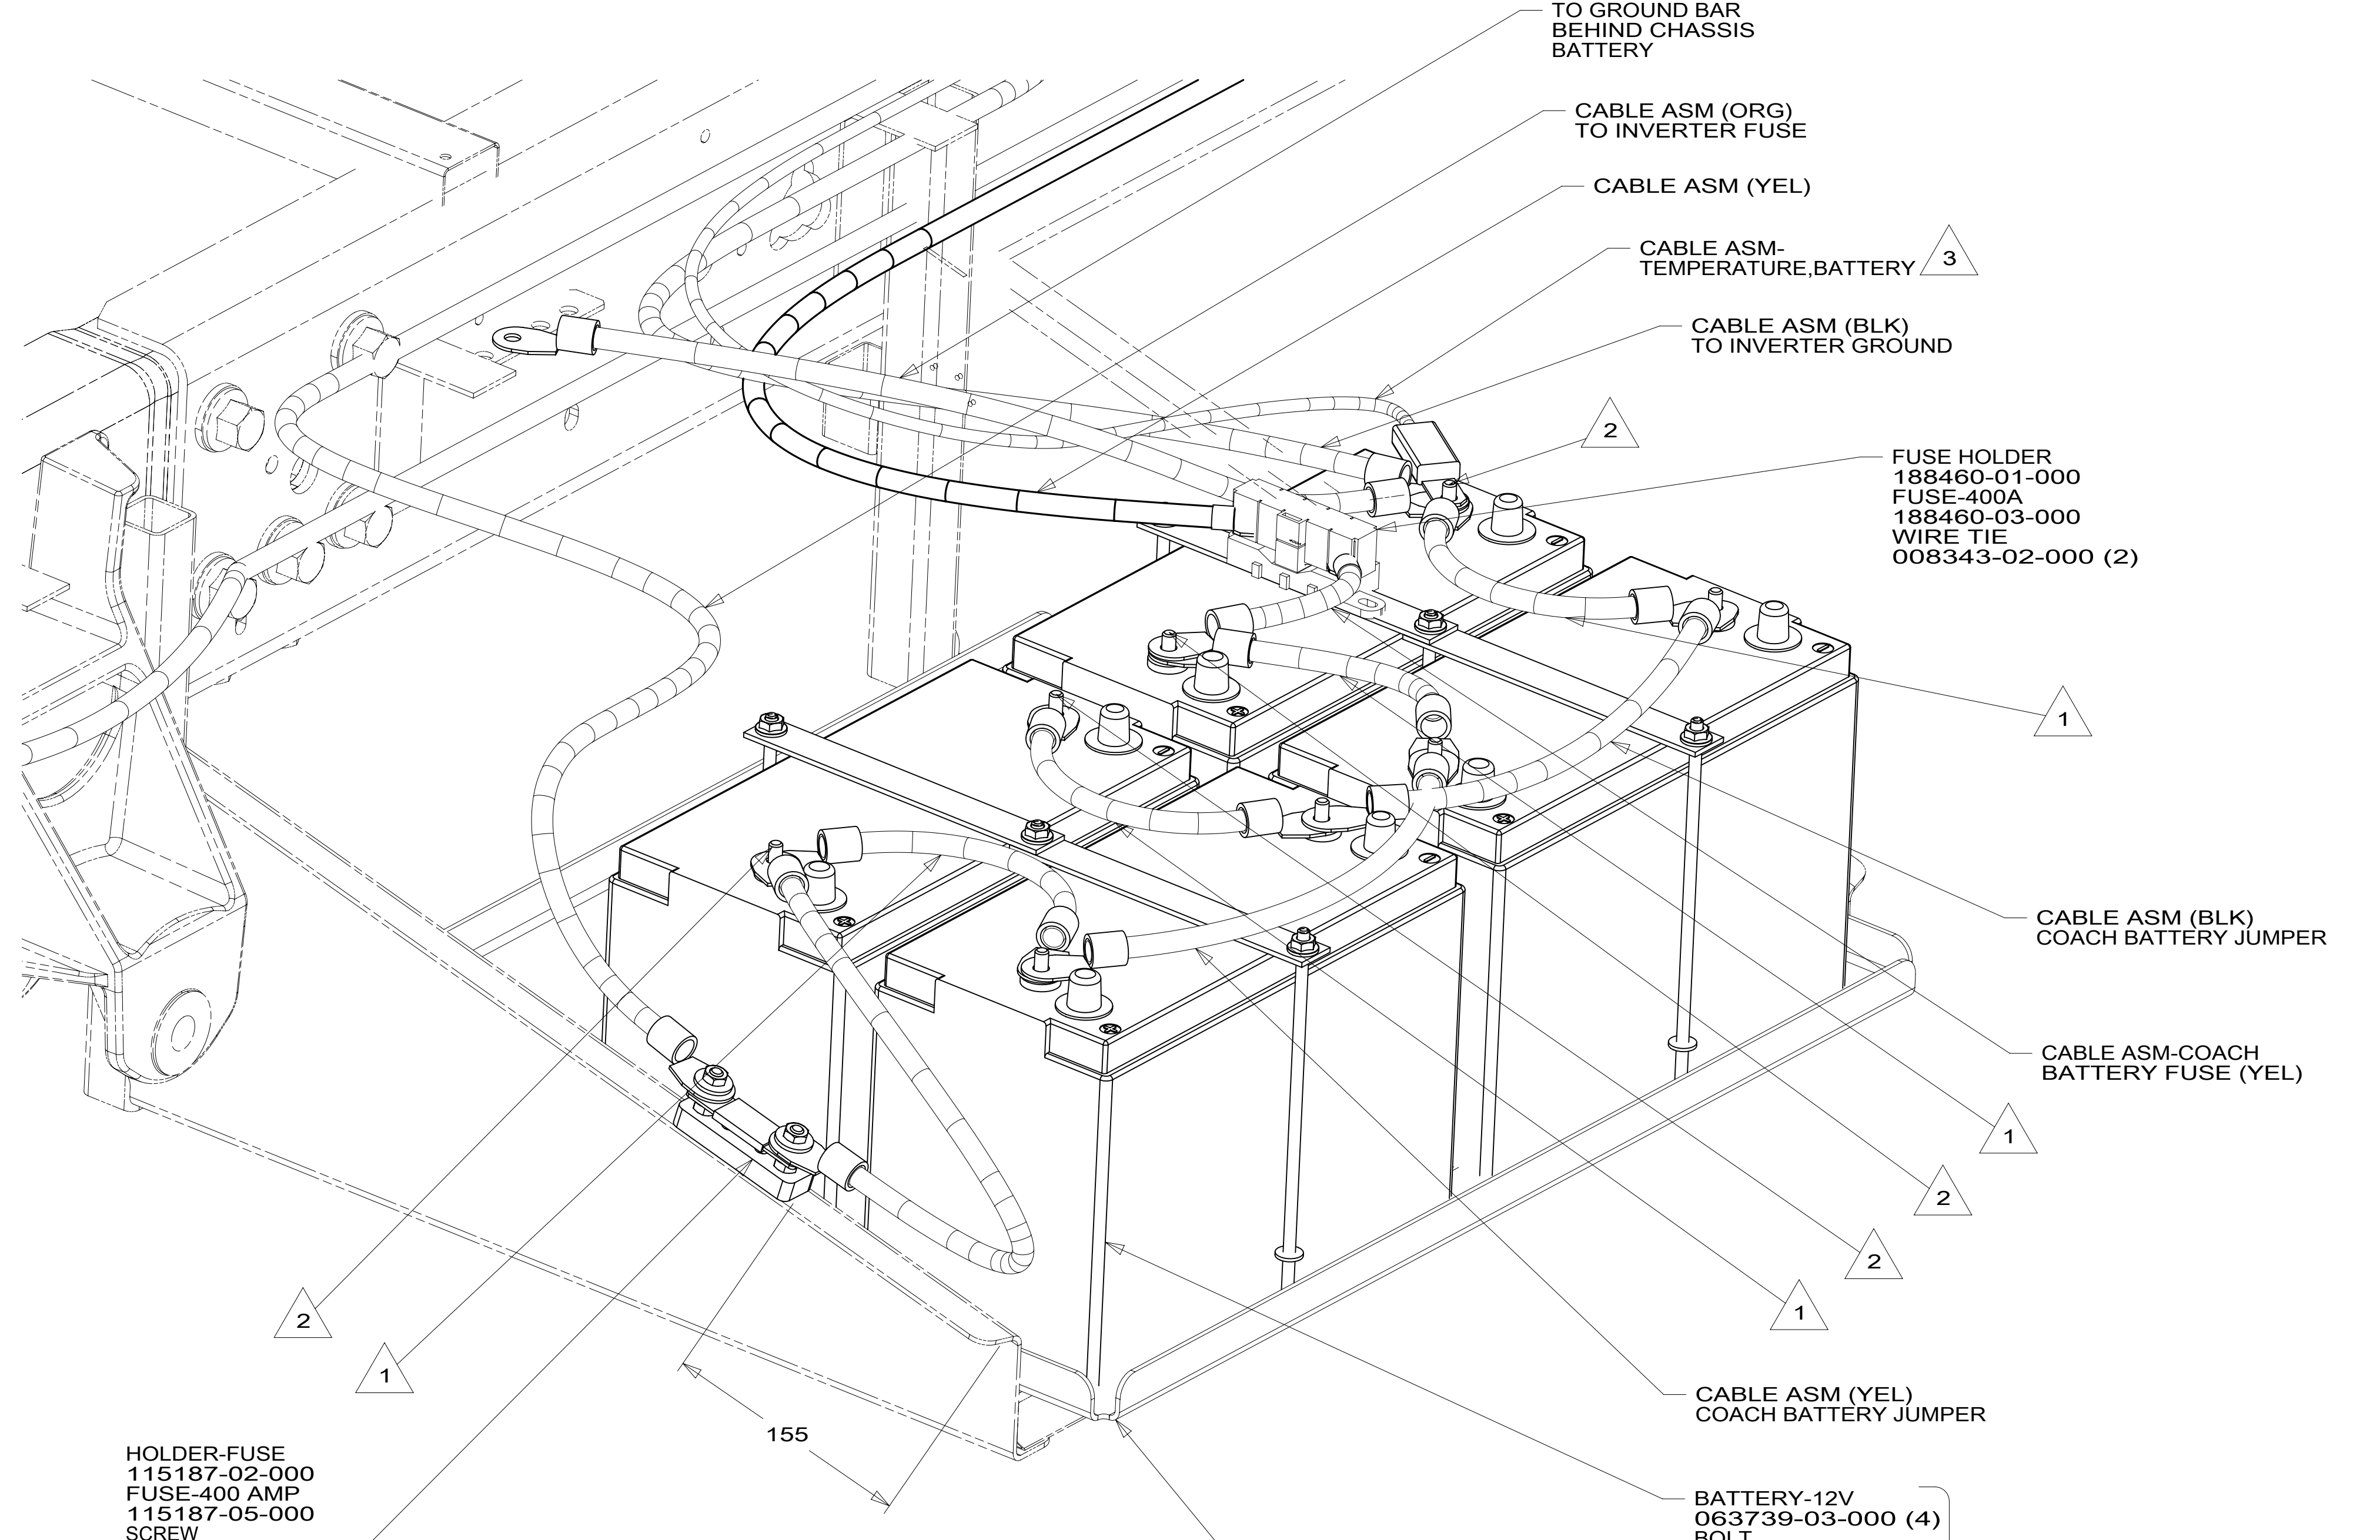 TO GROUND BAR
BEHIND CHASSIS
BATTERY
CABLE ASM (ORG)
TO INVERTER FUSE
CABLE ASM (YEL)
CABLE ASM-
TEMPERATURE,BATTERY
3
CABLE ASM (BLK)
TO INVERTER GROUND
2
FUSE HOLDER
188460-01-000
FUSE-400A
188460-03-000
WIRE TIE
008343-02-000 (2)
1
CABLE ASM (BLK)
COACH BATTERY JUMPER
CABLE ASM-COACH
BATTERY FUSE (YEL)
1
2
2
1
2
1
CABLE ASM (YEL)
COACH BATTERY JUMPER
155
HOLDER-FUSE
115187-02-000
FUSE-400 AMP
115187-05-000
SCREW
BATTERY-12V
063739-03-000 (4)
BOLT